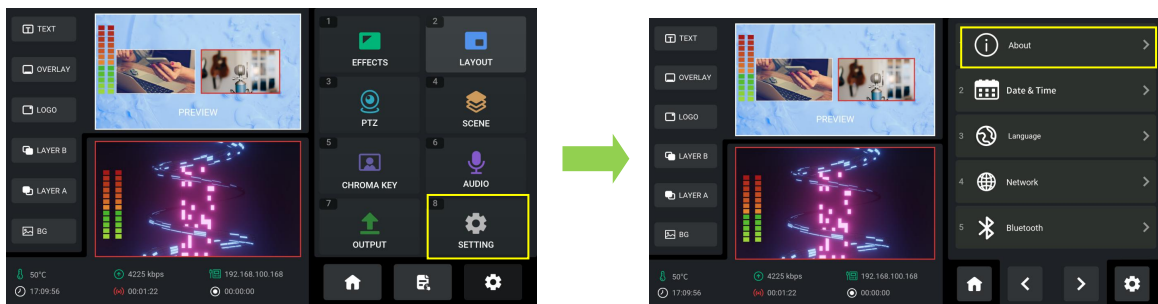 TEXT
OVERLAY
LOGO
LAYER B
LAYER A
BG
PREVIEW
50°C
4225 kbps
192.168.100.168
17:09:56
00:01:22
00:00:00
1
EFFECTS
2
LAYOUT
3
PTZ
4
SCENE
5
CHROMA KEY
6
AUDIO
7
OUTPUT
8
SETTING
TEXT
OVERLAY
LOGO
LAYER B
LAYER A
BG
PREVIEW
50°C
4225 kbps
192.168.100.168
17:09:56
00:01:22
00:00:00
About
2 Date & Time
3 Language
4 Network
5 Bluetooth